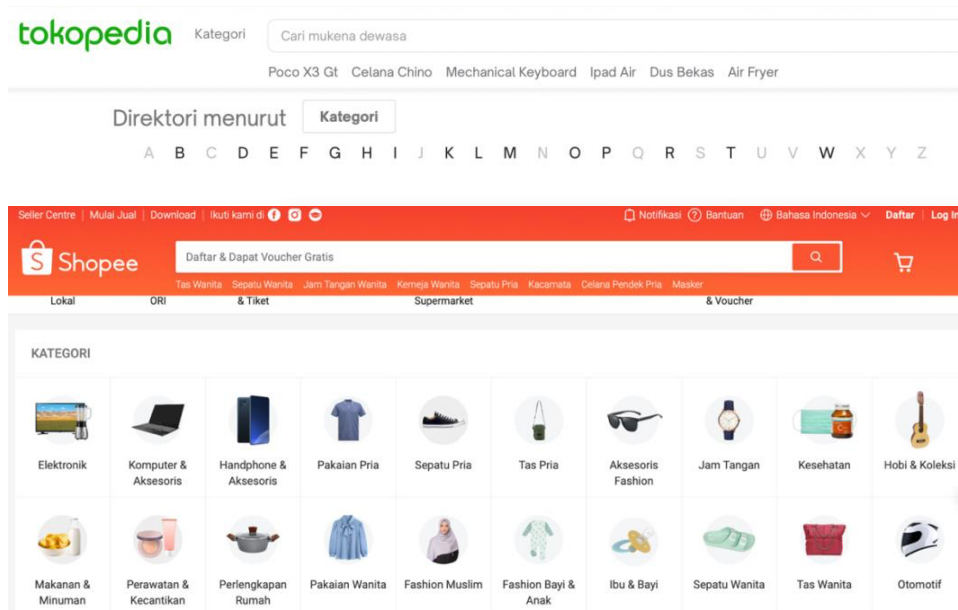 tokopedia Kategori Cari mukena dewasa
Poco X3 Gt Celana Chino Mechanical Keyboard Ipad Air Dus Bekas Air Fryer
Direktori menurut Kategori
A B C D E F G H I J K L M N O P Q R S T U V W X Y Z
Seller Centre | Mulai Jual | Download | Ikuti kami di Notifikasi Bantuan Bahasa Indonesia Daftar | Log In
Shopee Daftar & Dapat Voucher Gratis
Tas Wanita Sepatu Wanita Jam Tangan Wanita Kemeja Wanita Sepatu Pria Kacamata Celana Pendek Pria Masker
Lokal ORI & Tiket Supermarket & Voucher
KATEGORI
Elektronik Komputer & Handphone & Pakaian Pria Sepatu Pria Tas Pria Aksesoris Jam Tangan Kesehatan Hobi & Koleksi
Aksesoris Aksesoris Fashion
Makanan & Perawatan & Perlengkapan Pakaian Wanita Fashion Muslim Fashion Bayi & Ibu & Bayi Sepatu Wanita Tas Wanita Otomotif
Minuman Kecantikan Rumah Anak